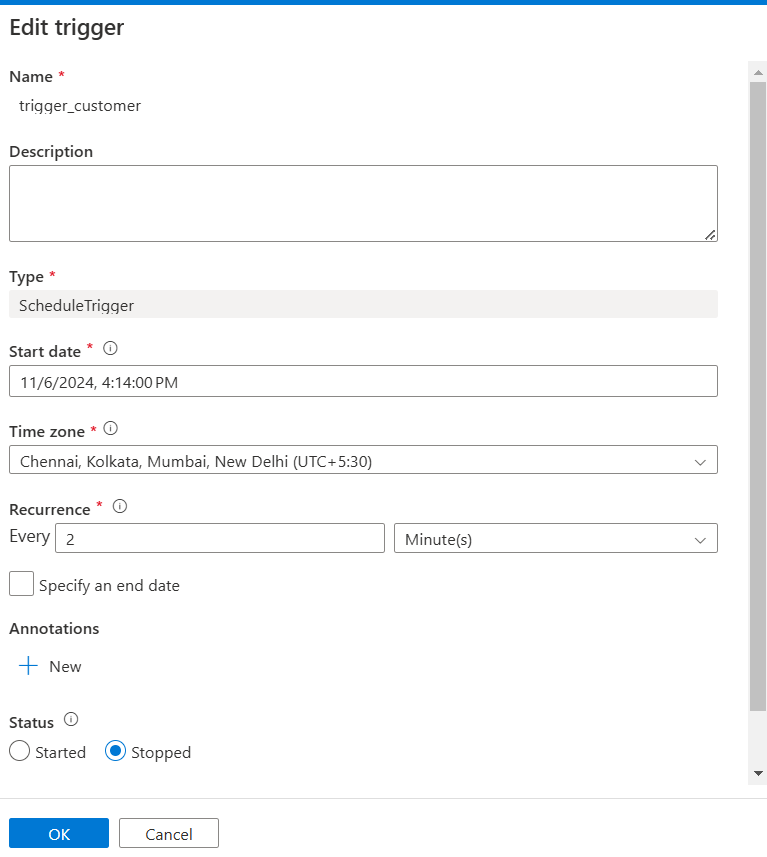 Edit trigger
Name *
trigger_customer
Description
Type *
ScheduleTrigger
Start date *
11/6/2024, 4:14:00 PM
Time zone *
Chennai, Kolkata, Mumbai, New Delhi (UTC+5:30)
Recurrence *
Every 2 Minute(s)
Specify an end date
Annotations
+ New
Status
Started Stopped
OK Cancel